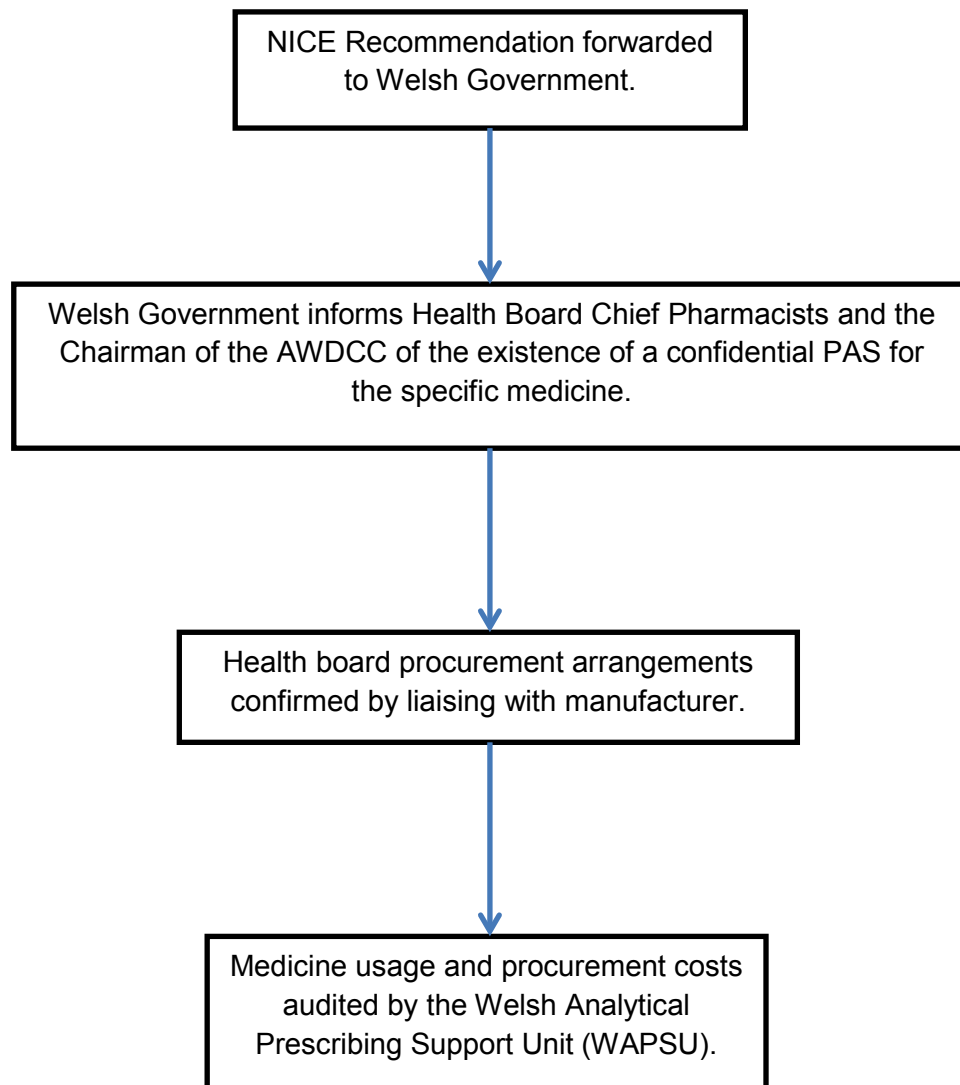 NICE Recommendation forwarded
to Welsh Government.
Welsh Government informs Health Board Chief Pharmacists and the
Chairman of the AWDCC of the existence of a confidential PAS for
the specific medicine.
Health board procurement arrangements
confirmed by liaising with manufacturer.
Medicine usage and procurement costs
audited by the Welsh Analytical
Prescribing Support Unit (WAPSU).